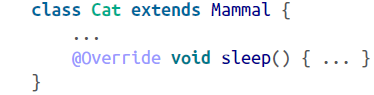 class Cat extends Mammal {
    ...
    @Override void sleep() { ... }
}